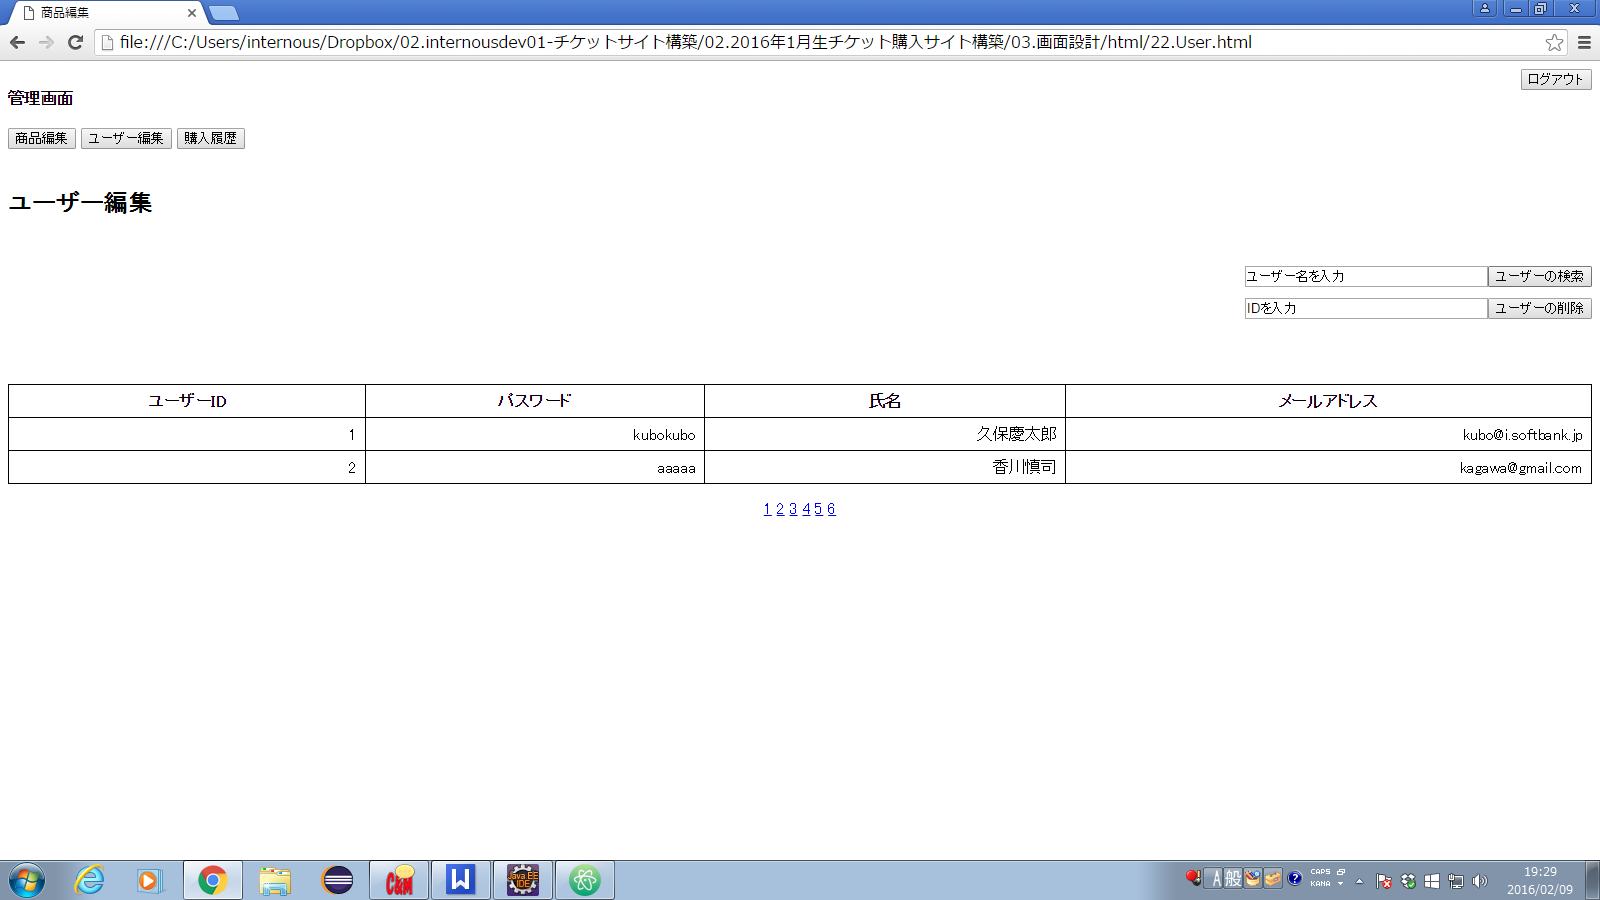 商品編集
file:///C:/Users/internous/Dropbox/02.internousdev01-チケットサイト構築/02.2016年1月生チケット購入サイト構築/03.画面設計/html/22.User.html
ログアウト
管理画面
商品編集 ユーザー編集 購入履歴
ユーザー編集
ユーザー名を入力 ユーザーの検索
IDを入力 ユーザーの削除
ユーザーID パスワード 氏名 メールアドレス
1 kubokubo 久保慶太郎 kubo@i.softbank.jp
2 aaaaa 香川慎司 kagawa@gmail.com
1 2 3 4 5 6
C&M W Java EE IDE A 般 CAPS KANA 19:29
2016/02/09